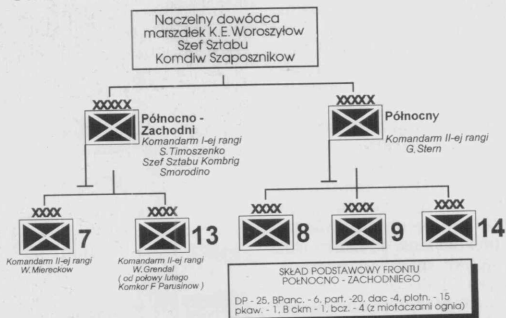 Naczelny dowódca
marszałek K.E. Woroszyłow
Szef Sztabu
Komdiw Szaposznikow
XXXXX
Północno -
Zachodni
Komandarm I-ej rangi
S. Timoszenko
Szef Sztabu Kombrig
Smorodino
XXXXX
Północny
Komandarm II-ej rangi
G. Stern
XXXX
7
Komandarm II-ej rangi
W. Miereckow
XXXX
13
Komandarm II-ej rangi
W. Grendal
( od połowy lutego
Komkor F Parusinow )
XXXX
8
XXXX
9
XXXX
14
SKŁAD PODSTAWOWY FRONTU
PÓŁNOCNO - ZACHODNIEGO
DP - 25, BPanc. - 6, part. -20, dac -4, plotn. - 15
pkaw. - 1, B ckm - 1, bcz. - 4 (z miotaczami ognia)